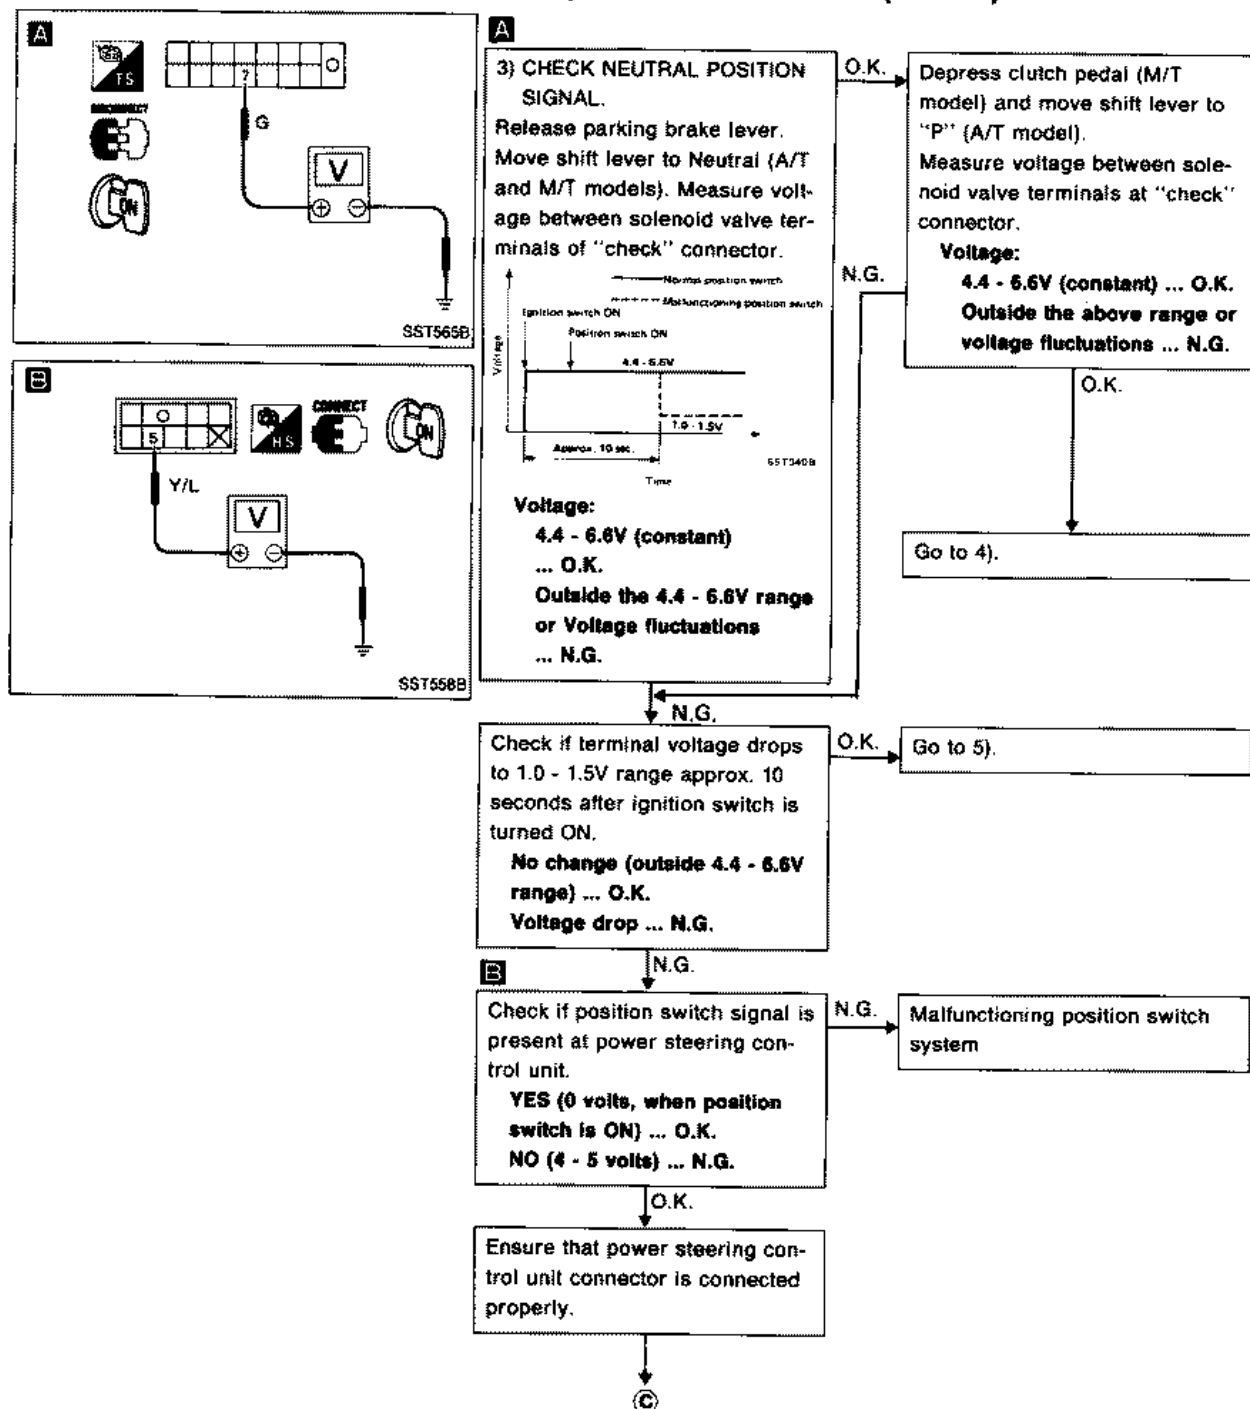 A
T S
7
DISCONNECT
G
V
ON
⊕ ⊖
SST565B
B
5
H S
CONNECT
ON
Y/L
V
⊕ ⊖
SST558B
A
3) CHECK NEUTRAL POSITION
SIGNAL.
Release parking brake lever.
Move shift lever to Neutral (A/T
and M/T models). Measure volt-
age between solenoid valve ter-
minals of "check" connector.
Normal position switch
Malfunctioning position switch
Ignition switch ON
Position switch ON
Voltage
4.4 - 6.6V
1.0 - 1.5V
Approx. 10 sec.
SST340B
Time
Voltage:
4.4 - 6.6V (constant)
... O.K.
Outside the 4.4 - 6.6V range
or Voltage fluctuations
... N.G.
O.K.
Depress clutch pedal (M/T
model) and move shift lever to
"P" (A/T model).
Measure voltage between sole-
noid valve terminals at "check"
connector.
Voltage:
4.4 - 6.6V (constant) ... O.K.
Outside the above range or
voltage fluctuations ... N.G.
N.G.
O.K.
Go to 4).
N.G.
Check if terminal voltage drops
to 1.0 - 1.5V range approx. 10
seconds after ignition switch is
turned ON.
No change (outside 4.4 - 6.6V
range) ... O.K.
Voltage drop ... N.G.
O.K.
Go to 5).
N.G.
B
Check if position switch signal is
present at power steering con-
trol unit.
YES (0 volts, when position
switch is ON) ... O.K.
NO (4 - 5 volts) ... N.G.
N.G.
Malfunctioning position switch
system
O.K.
Ensure that power steering con-
trol unit connector is connected
properly.
C